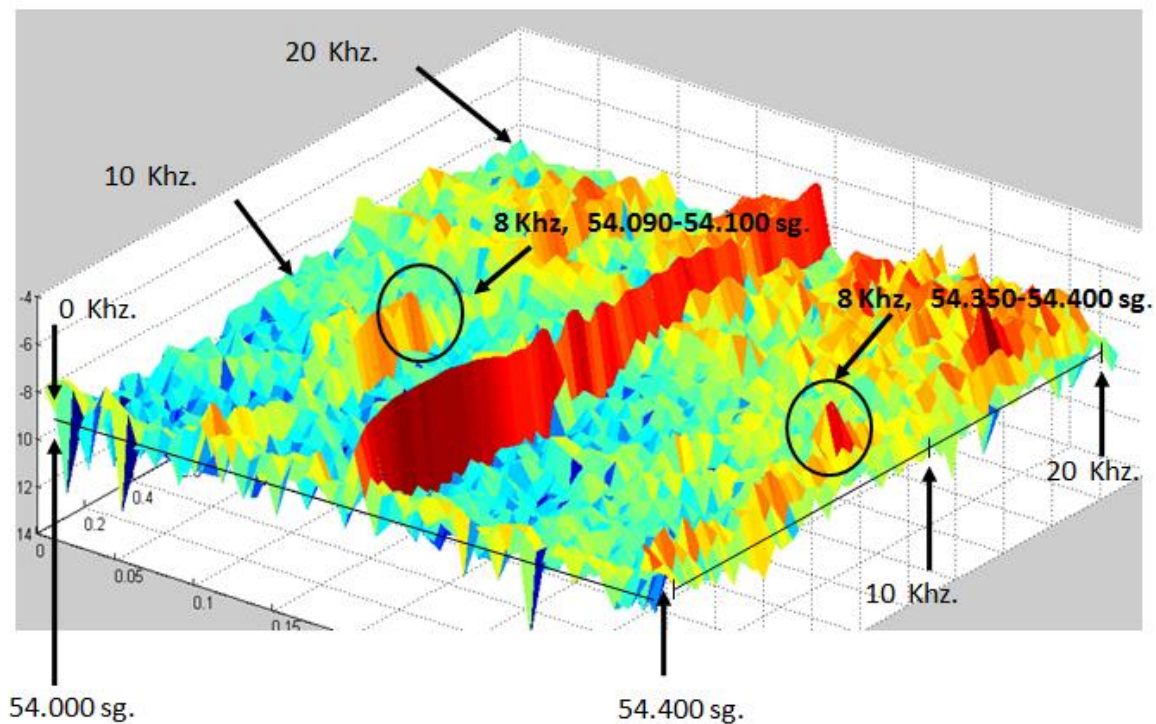 20 Khz.
10 Khz.
8 Khz, 54.090-54.100 sg.
0 Khz.
8 Khz, 54.350-54.400 sg.
-4
-6
-8
10
12
14
0.4
0.2
0
0.05
0.1
0.15
20 Khz.
10 Khz.
54.000 sg.
54.400 sg.